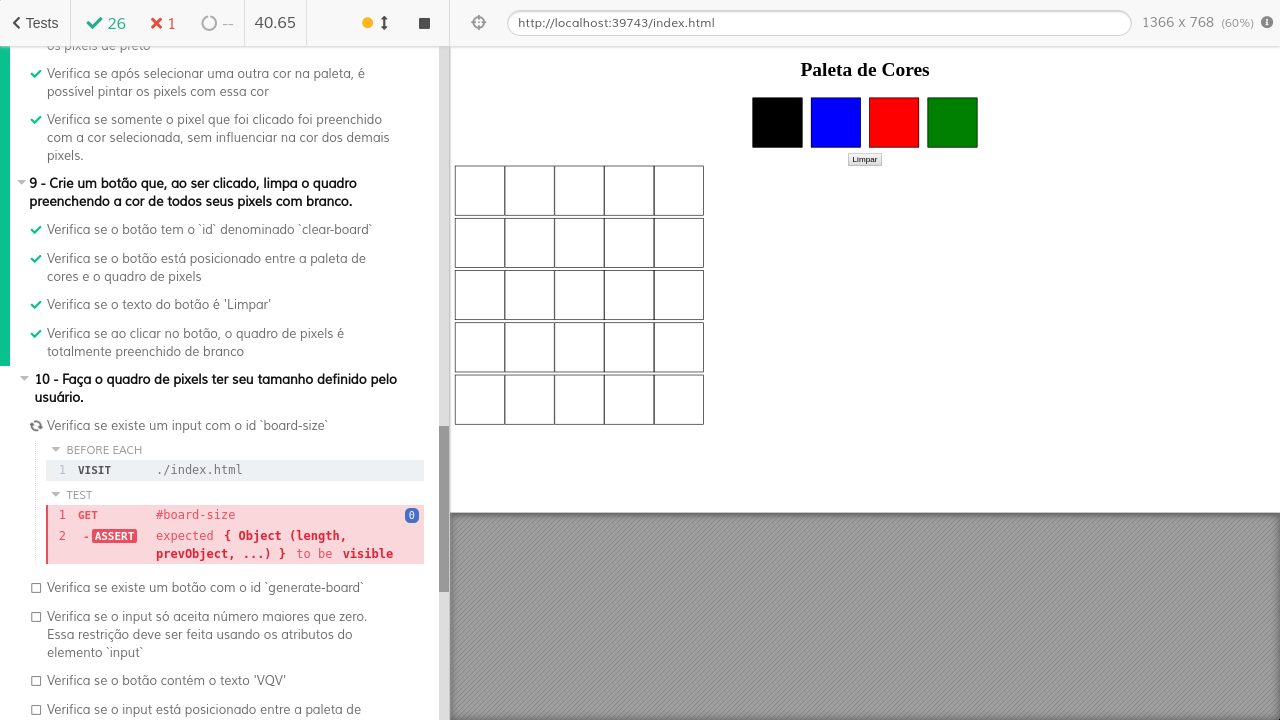 Tests
26
1
--
40.65
http://localhost:39743/index.html
1366 x 768 (60%)
os pixels de preto
Verifica se após selecionar uma outra cor na paleta, é
possível pintar os pixels com essa cor
Verifica se somente o pixel que foi clicado foi preenchido
com a cor selecionada, sem influenciar na cor dos demais
pixels.
9 - Crie um botão que, ao ser clicado, limpa o quadro
preenchendo a cor de todos seus pixels com branco.
Verifica se o botão tem o `id` denominado `clear-board`
Verifica se o botão está posicionado entre a paleta de
cores e o quadro de pixels
Verifica se o texto do botão é 'Limpar'
Verifica se ao clicar no botão, o quadro de pixels é
totalmente preenchido de branco
10 - Faça o quadro de pixels ter seu tamanho definido pelo
usuário.
Verifica se existe um input com o id `board-size`
BEFORE EACH
1 VISIT ./index.html
TEST
1 GET #board-size 0
2 - ASSERT expected { Object (length,
prevObject, ...) } to be visible
Verifica se existe um botão com o id `generate-board`
Verifica se o input só aceita número maiores que zero.
Essa restrição deve ser feita usando os atributos do
elemento `input`
Verifica se o botão contém o texto 'VQV'
Verifica se o input está posicionado entre a paleta de
Paleta de Cores
Limpar